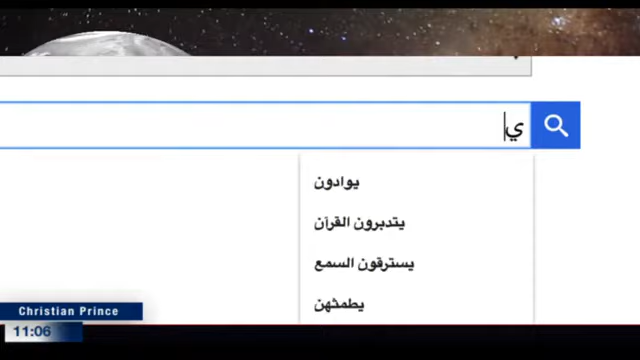 ي
يوادون
يتدبرون القرآن
يسترقون السمع
يطمثهن
Christian Prince
11:06